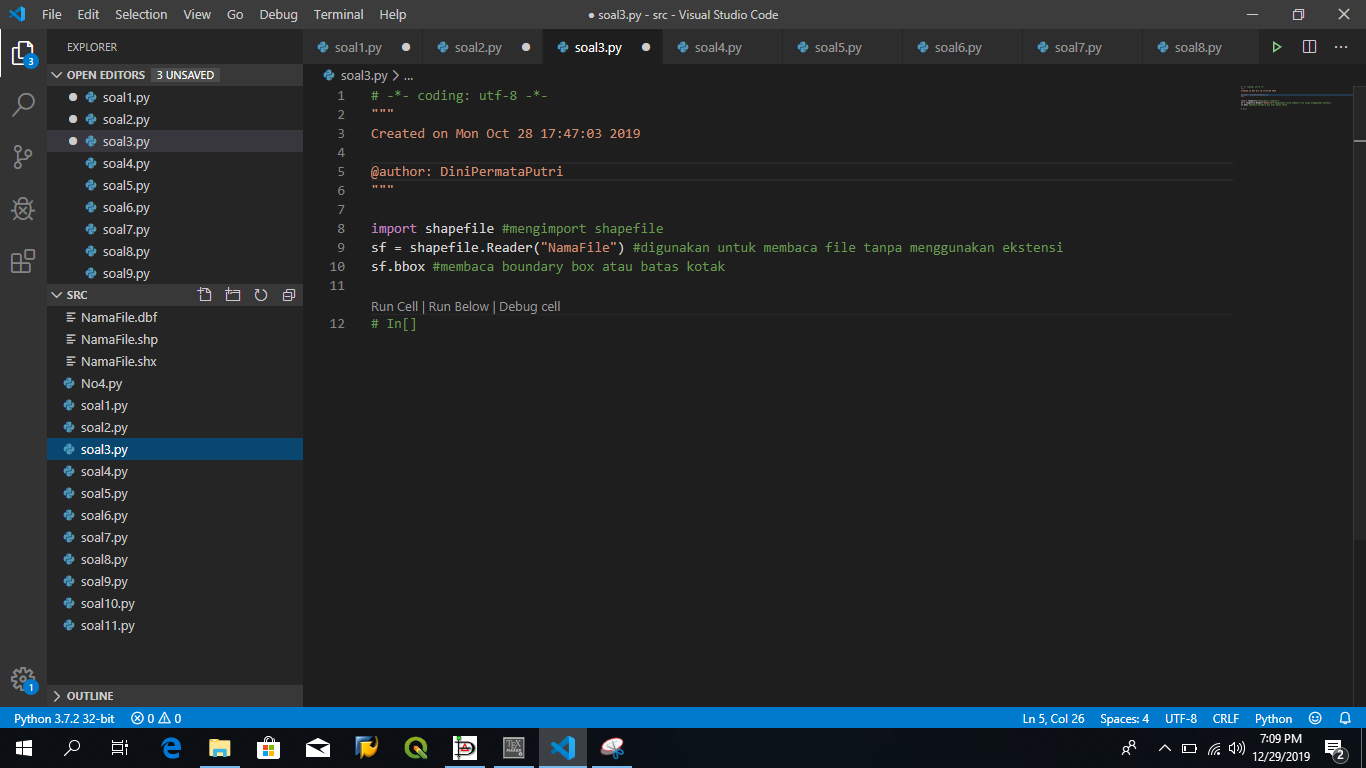 File Edit Selection View Go Debug Terminal Help ● soal3.py - src - Visual Studio Code
EXPLORER
OPEN EDITORS 3 UNSAVED
soal1.py
soal2.py
soal3.py
soal4.py
soal5.py
soal6.py
soal7.py
soal8.py
soal9.py
SRC
NamaFile.dbf
NamaFile.shp
NamaFile.shx
No4.py
soal1.py
soal2.py
soal3.py
soal4.py
soal5.py
soal6.py
soal7.py
soal8.py
soal9.py
soal10.py
soal11.py
OUTLINE
3
1
soal1.py soal2.py soal3.py soal4.py soal5.py soal6.py soal7.py soal8.py
soal3.py > ...
1 # -*- coding: utf-8 -*-
2 """
3 Created on Mon Oct 28 17:47:03 2019
4
5 @author: DiniPermataPutri
6 """
7
8 import shapefile #mengimport shapefile
9 sf = shapefile.Reader("NamaFile") #digunakan untuk membaca file tanpa menggunakan ekstensi
10 sf.bbox #membaca boundary box atau batas kotak
11
Run Cell | Run Below | Debug cell
12 # In[]
Python 3.7.2 32-bit 0 0 Ln 5, Col 26 Spaces: 4 UTF-8 CRLF Python
TEX MAKER
7:09 PM
12/29/2019
2